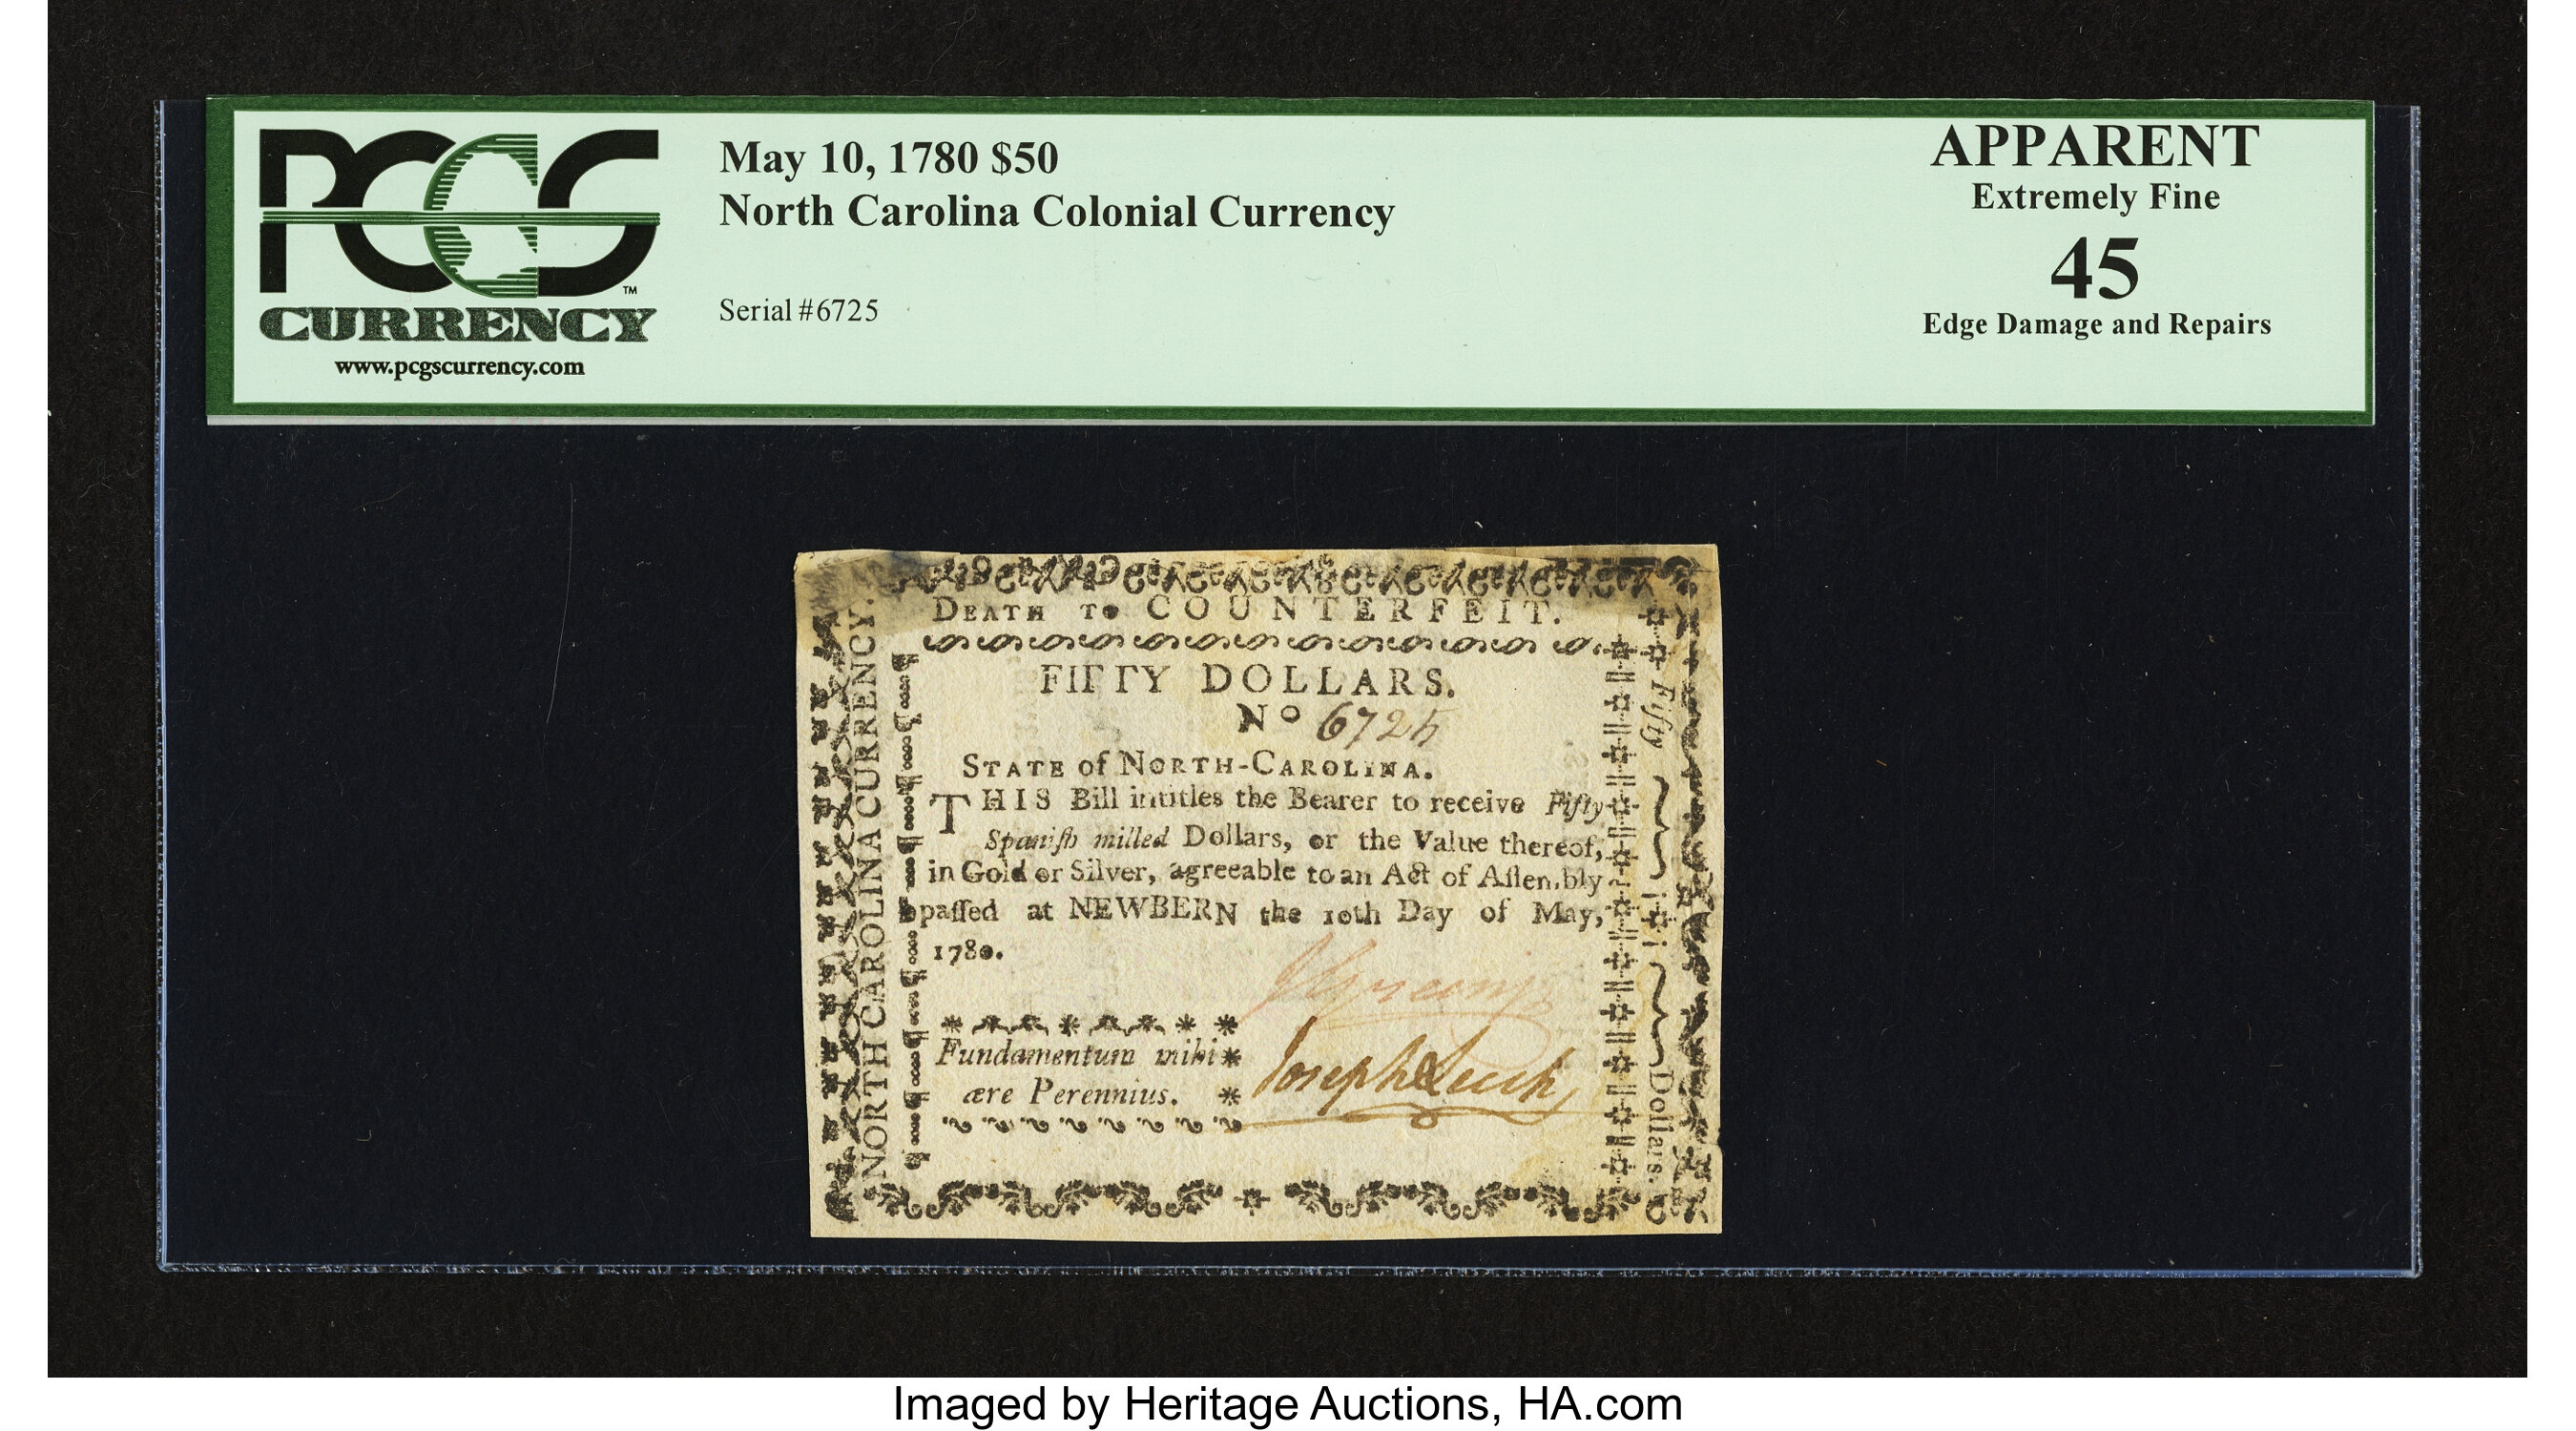 PCGS
CURRENCY
TM
www.pcgscurrency.com
May 10, 1780 $50
North Carolina Colonial Currency
Serial #6725
APPARENT
Extremely Fine
45
Edge Damage and Repairs
DEATH TO COUNTERFEIT.
FIFTY DOLLARS.
No 6725
STATE of NORTH-CAROLINA.
THIS Bill intitles the Bearer to receive Fifty
Spaniſh milled Dollars, or the Value thereof,
in Gold or Silver, agreeable to an Act of Aſſembly
paſſed at NEWBERN the 10th Day of May,
1780.
Joseph Leech
Fundamentum mihi
ære Perennius.
NORTH CAROLINA CURRENCY.
Fifty Dollars.
Imaged by Heritage Auctions, HA.com